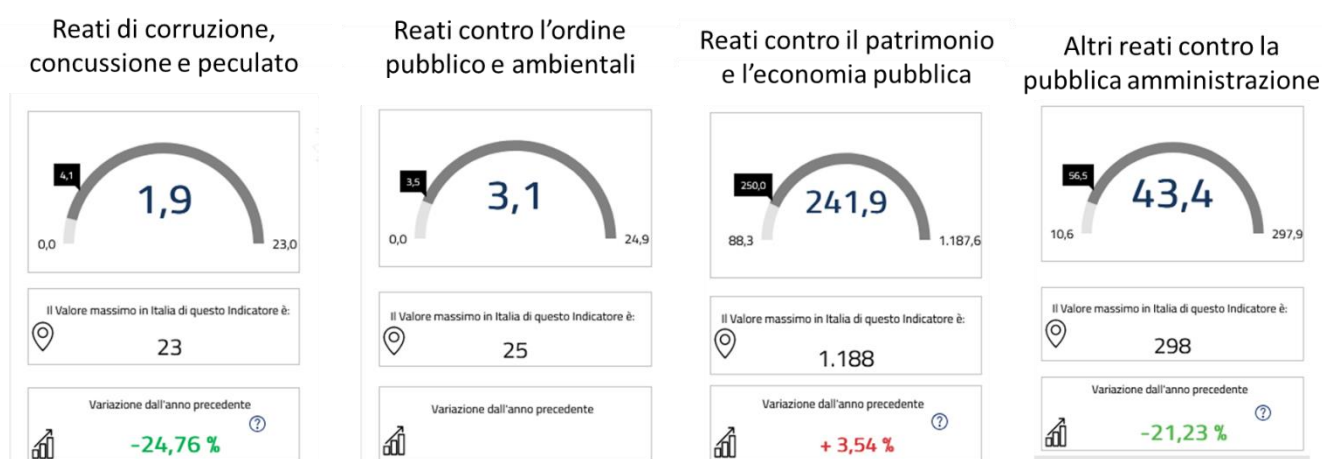 Reati di corruzione,
concussione e peculato
4,1
1,9
0,0
23,0
Il Valore massimo in Italia di questo Indicatore è:
23
Variazione dall'anno precedente
?
-24,76 %
Reati contro l'ordine
pubblico e ambientali
3,5
3,1
0,0
24,9
Il Valore massimo in Italia di questo Indicatore è:
25
Variazione dall'anno precedente
Reati contro il patrimonio
e l'economia pubblica
250,0
241,9
88,3
1.187,6
Il Valore massimo in Italia di questo Indicatore è:
1.188
Variazione dall'anno precedente
?
+ 3,54 %
Altri reati contro la
pubblica amministrazione
56,5
43,4
10,6
297,9
Il Valore massimo in Italia di questo Indicatore è:
298
Variazione dall'anno precedente
?
-21,23 %